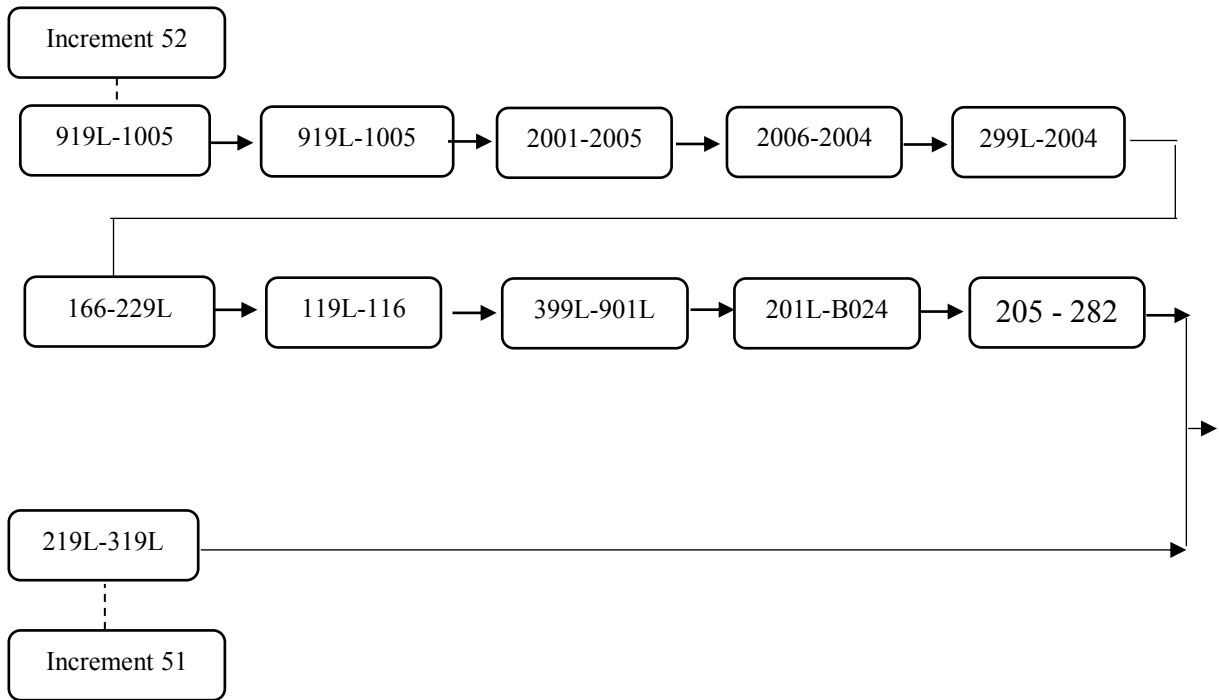 Increment 52
919L-1005
919L-1005
2001-2005
2006-2004
299L-2004
166-229L
119L-116
399L-901L
201L-B024
205 - 282
219L-319L
Increment 51